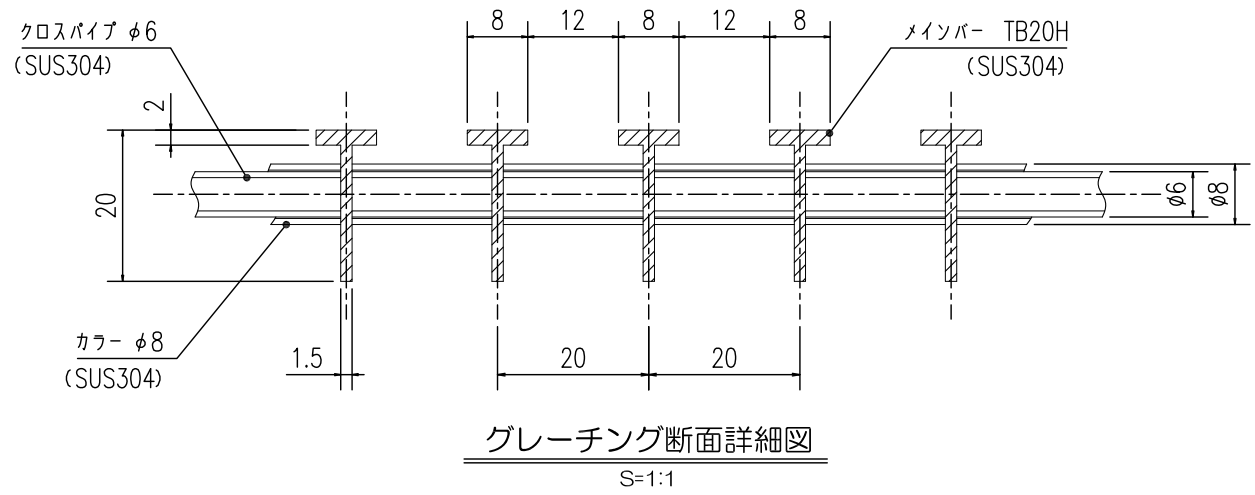 クロスパイプ φ6
(SUS304)
8
12
8
12
8
メインバー TB20H
(SUS304)
2
20
φ6
φ8
カラー φ8
(SUS304)
1.5
20
20
グレーチング断面詳細図
S=1:1